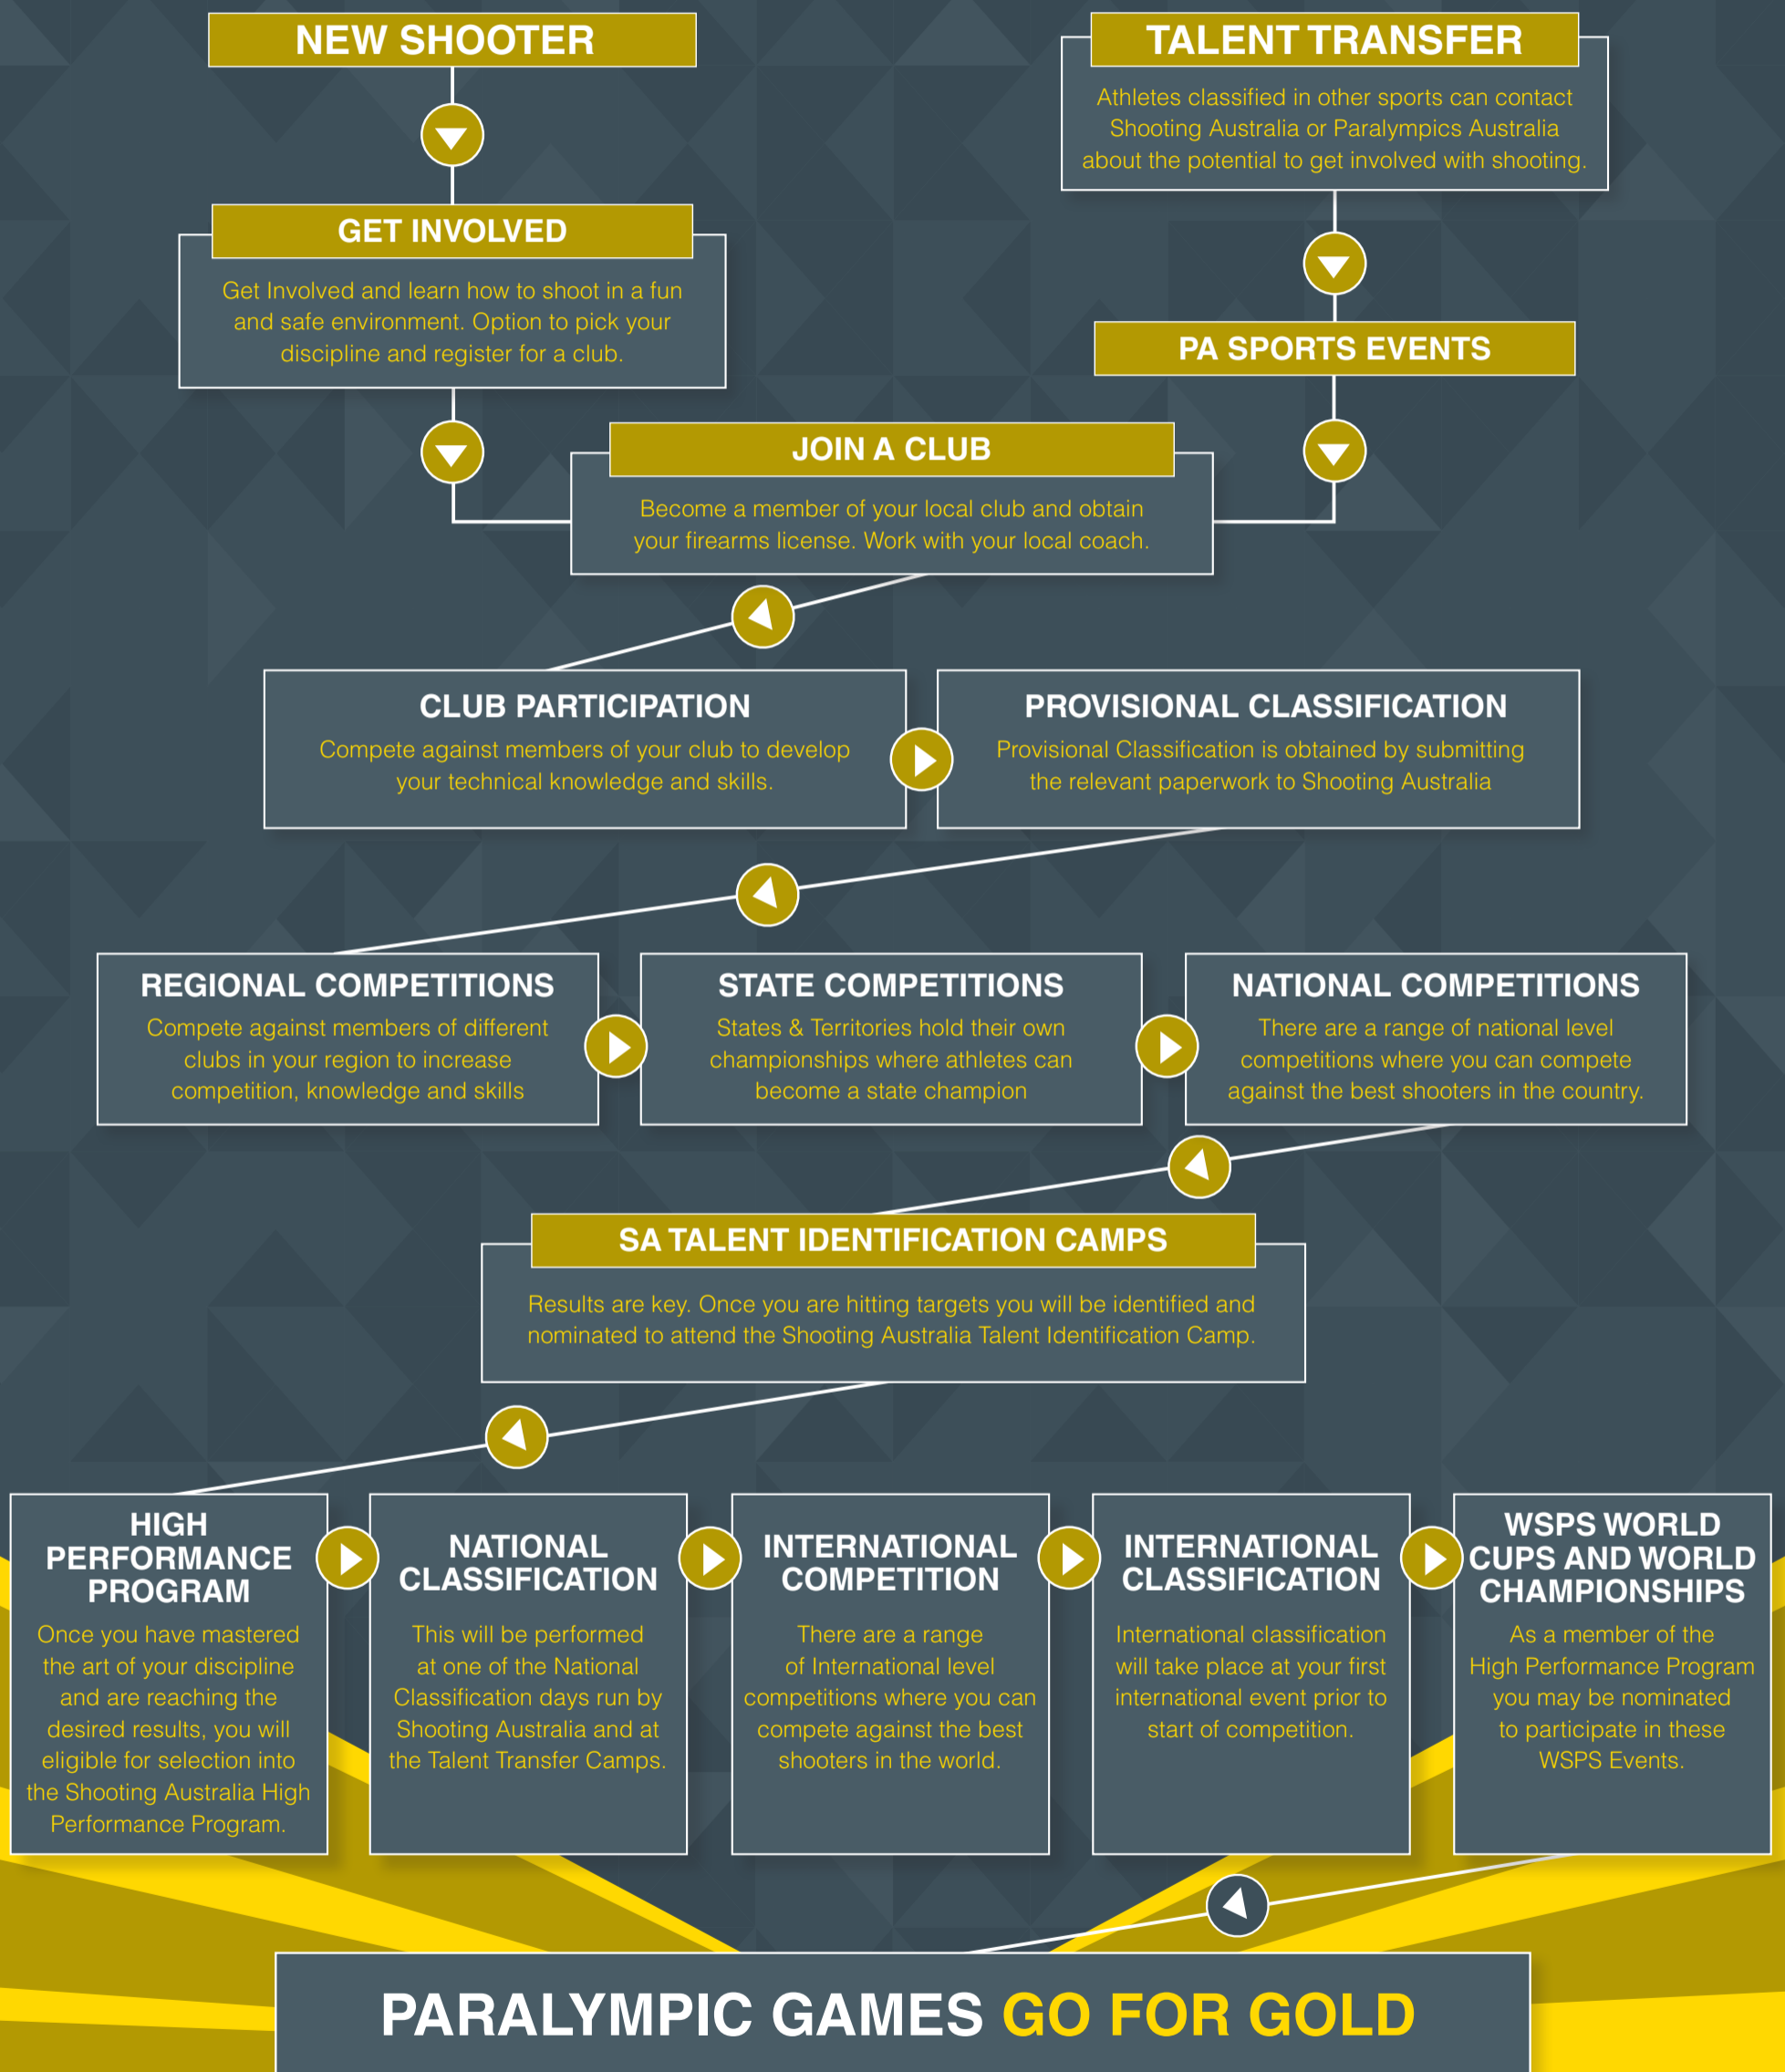 NEW SHOOTER
TALENT TRANSFER
Athletes classified in other sports can contact
Shooting Australia or Paralympics Australia
about the potential to get involved with shooting.
GET INVOLVED
Get Involved and learn how to shoot in a fun
and safe environment. Option to pick your
discipline and register for a club.
PA SPORTS EVENTS
JOIN A CLUB
Become a member of your local club and obtain
your firearms license. Work with your local coach.
CLUB PARTICIPATION
Compete against members of your club to develop
your technical knowledge and skills.
PROVISIONAL CLASSIFICATION
Provisional Classification is obtained by submitting
the relevant paperwork to Shooting Australia
REGIONAL COMPETITIONS
Compete against members of different
clubs in your region to increase
competition, knowledge and skills
STATE COMPETITIONS
States & Territories hold their own
championships where athletes can
become a state champion
NATIONAL COMPETITIONS
There are a range of national level
competitions where you can compete
against the best shooters in the country.
SA TALENT IDENTIFICATION CAMPS
Results are key. Once you are hitting targets you will be identified and
nominated to attend the Shooting Australia Talent Identification Camp.
HIGH
PERFORMANCE
PROGRAM
Once you have mastered
the art of your discipline
and are reaching the
desired results, you will
eligible for selection into
the Shooting Australia High
Performance Program.
NATIONAL
CLASSIFICATION
This will be performed
at one of the National
Classification days run by
Shooting Australia and at
the Talent Transfer Camps.
INTERNATIONAL
COMPETITION
There are a range
of International level
competitions where you can
compete against the best
shooters in the world.
INTERNATIONAL
CLASSIFICATION
International classification
will take place at your first
international event prior to
start of competition.
WSPS WORLD
CUPS AND WORLD
CHAMPIONSHIPS
As a member of the
High Performance Program
you may be nominated
to participate in these
WSPS Events.
PARALYMPIC GAMES GO FOR GOLD